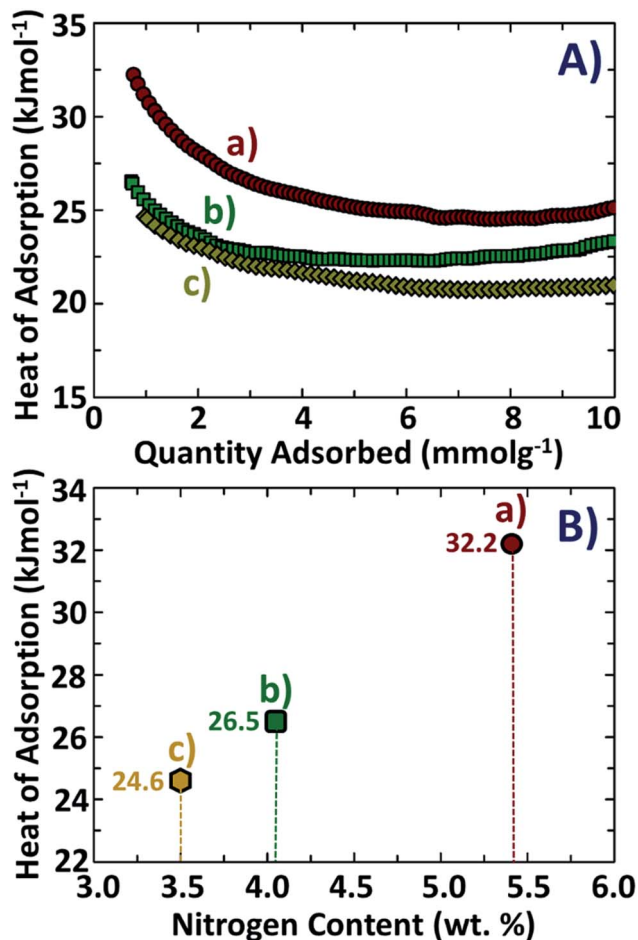 A)
Heat of Adsorption (kJmol⁻¹)
35
30
25
20
15
a)
b)
c)
0 2 4 6 8 10
Quantity Adsorbed (mmolg⁻¹)
B)
Heat of Adsorption (kJmol⁻¹)
34
32
30
28
26
24
22
a)
32.2
b)
26.5
c)
24.6
3.0 3.5 4.0 4.5 5.0 5.5 6.0
Nitrogen Content (wt. %)